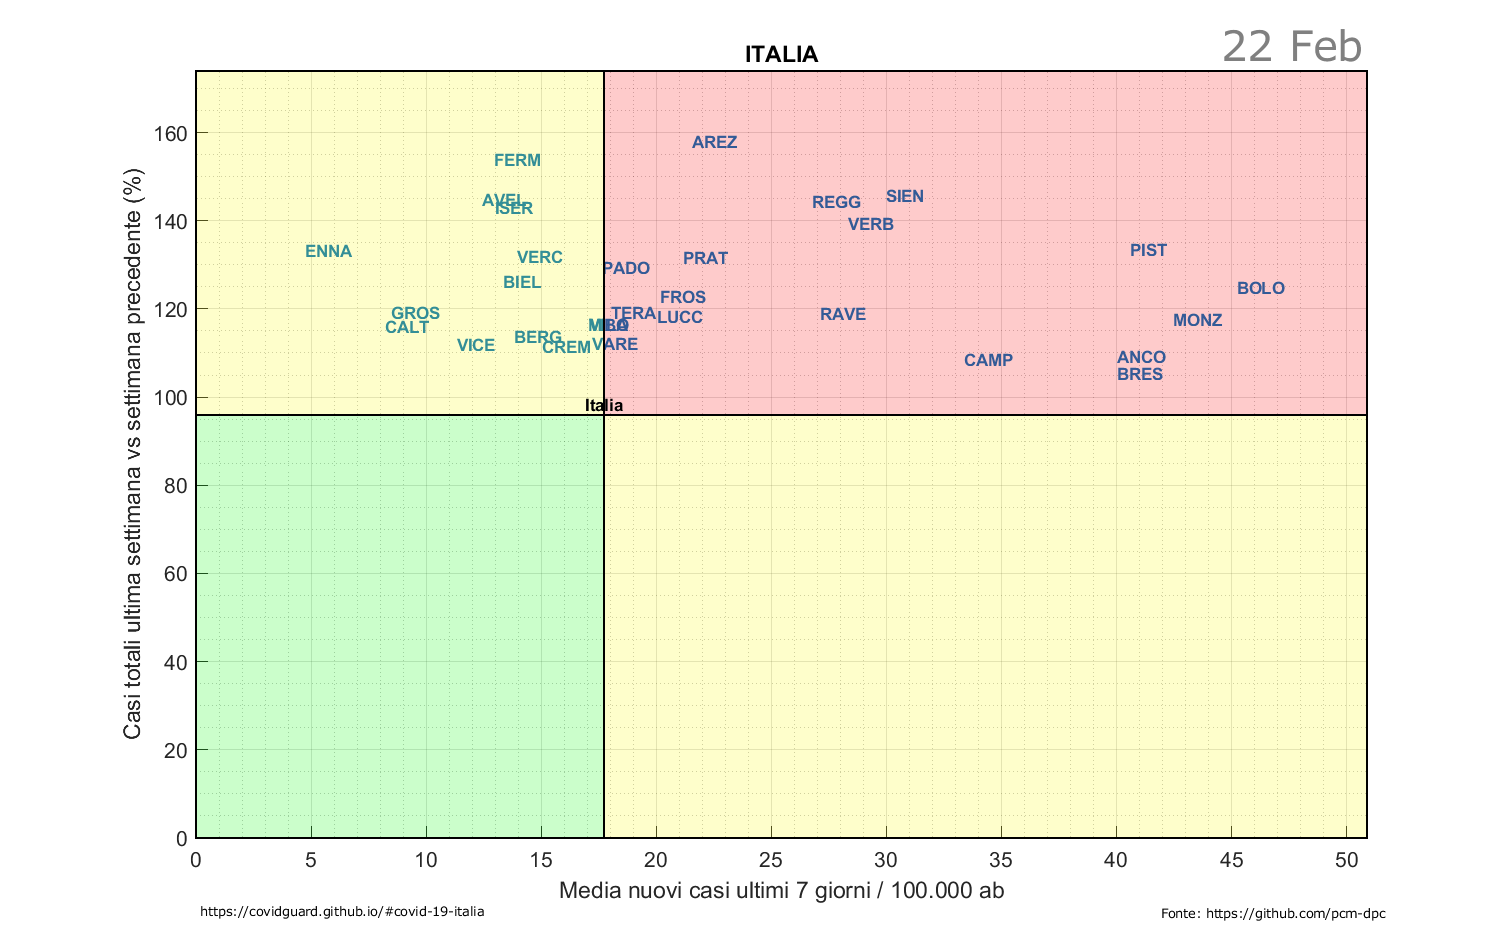 22 Feb
ITALIA
Casi totali ultima settimana vs settimana precedente (%)
160
140
120
100
80
60
40
20
0
AREZ
FERM
SIEN
AVEL
REGG
ISER
VERB
ENNA
PIST
VERC
PRAT
PADO
BIEL
BOLO
FROS
GROS
TERA
RAVE
LUCC
MONZ
CALT
BERG
VARE
VICE
CREM
ANCO
CAMP
BRES
Italia
0 5 10 15 20 25 30 35 40 45 50
Media nuovi casi ultimi 7 giorni / 100.000 ab
https://covidguard.github.io/#covid-19-italia
Fonte: https://github.com/pcm-dpc